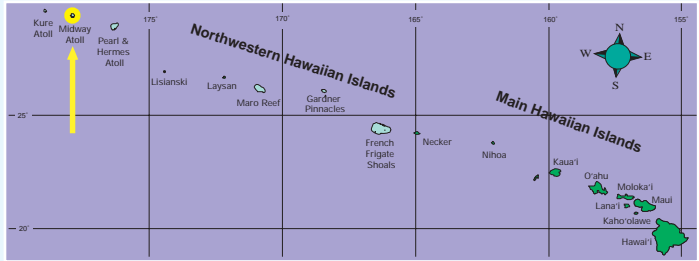 175'
170'
165'
160'
155'
Kure
Atoll
Midway
Atoll
Pearl &
Hermes
Atoll
Northwestern Hawaiian Islands
N
W
E
S
Lisianski
Laysan
Maro Reef
Gardner
Pinnacles
Main Hawaiian Islands
25'
French
Frigate
Shoals
Necker
Nihoa
Kaua'i
O'ahu
Moloka'i
Maui
Lana'i
Kaho'olawe
20'
Hawai'i